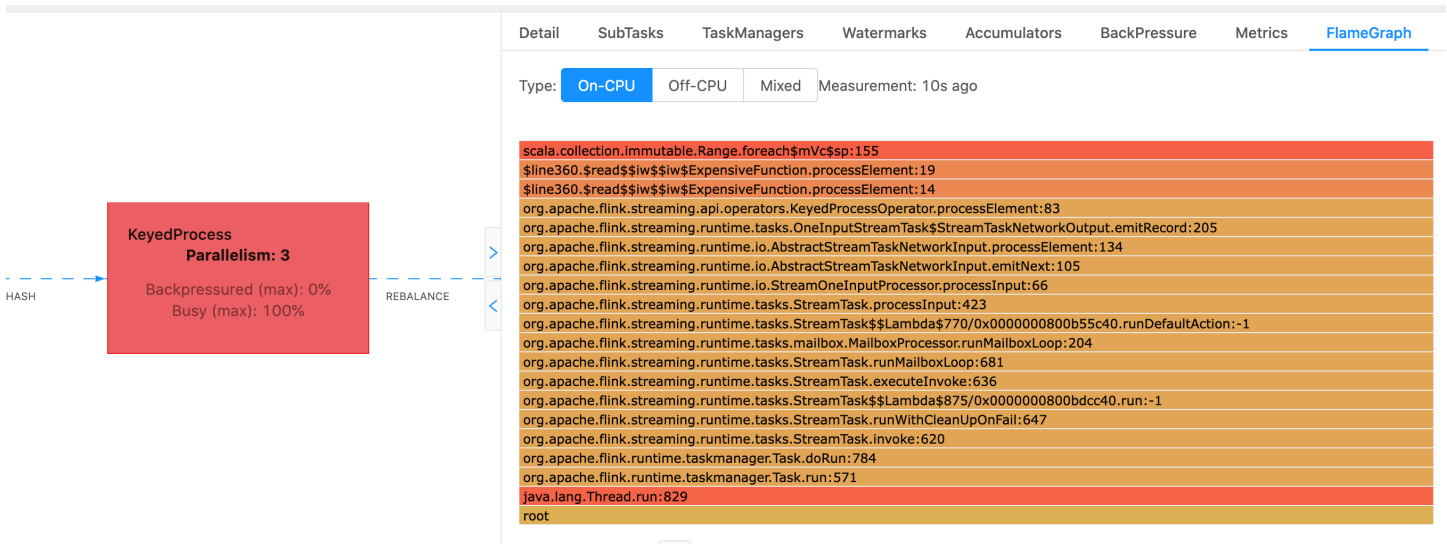 Detail SubTasks TaskManagers Watermarks Accumulators BackPressure Metrics FlameGraph
Type: On-CPU Off-CPU Mixed Measurement: 10s ago
KeyedProcess
Parallelism: 3
Backpressured (max): 0%
Busy (max): 100%
HASH
REBALANCE
scala.collection.immutable.Range.foreach$mVc$sp:155
$line360.$read$$iw$$iw$ExpensiveFunction.processElement:19
$line360.$read$$iw$$iw$ExpensiveFunction.processElement:14
org.apache.flink.streaming.api.operators.KeyedProcessOperator.processElement:83
org.apache.flink.streaming.runtime.tasks.OneInputStreamTask$StreamTaskNetworkOutput.emitRecord:205
org.apache.flink.streaming.runtime.io.AbstractStreamTaskNetworkInput.processElement:134
org.apache.flink.streaming.runtime.io.AbstractStreamTaskNetworkInput.emitNext:105
org.apache.flink.streaming.runtime.io.StreamOneInputProcessor.processInput:66
org.apache.flink.streaming.runtime.tasks.StreamTask.processInput:423
org.apache.flink.streaming.runtime.tasks.StreamTask$$Lambda$770/0x0000000800b55c40.runDefaultAction:-1
org.apache.flink.streaming.runtime.tasks.mailbox.MailboxProcessor.runMailboxLoop:204
org.apache.flink.streaming.runtime.tasks.StreamTask.runMailboxLoop:681
org.apache.flink.streaming.runtime.tasks.StreamTask.executeInvoke:636
org.apache.flink.streaming.runtime.tasks.StreamTask$$Lambda$875/0x0000000800bdcc40.run:-1
org.apache.flink.streaming.runtime.tasks.StreamTask.runWithCleanUpOnFail:647
org.apache.flink.streaming.runtime.tasks.StreamTask.invoke:620
org.apache.flink.runtime.taskmanager.Task.doRun:784
org.apache.flink.runtime.taskmanager.Task.run:571
java.lang.Thread.run:829
root